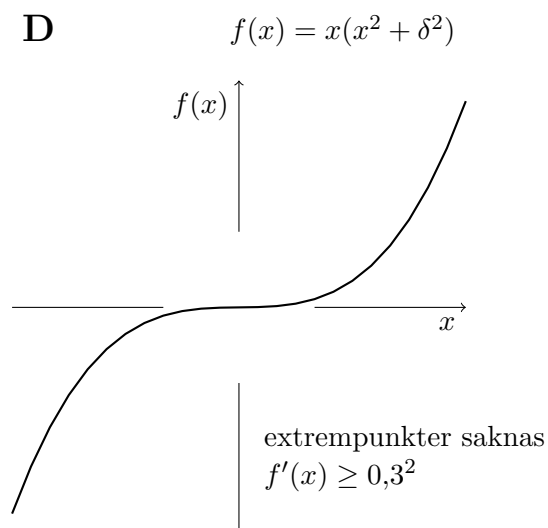 D
f(x) = x(x² + δ²)
f(x)
x
extrempunkter saknas
f′(x) ≥ 0,3²